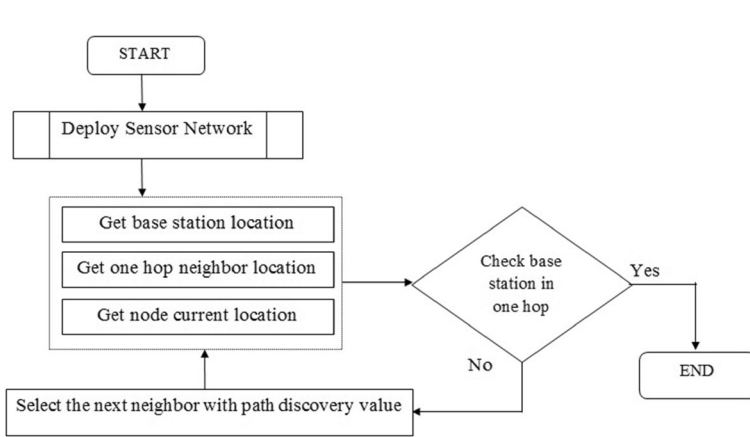 START
Deploy Sensor Network
Get base station location
Get one hop neighbor location
Get node current location
Check base
station in
one hop
Yes
No
END
Select the next neighbor with path discovery value